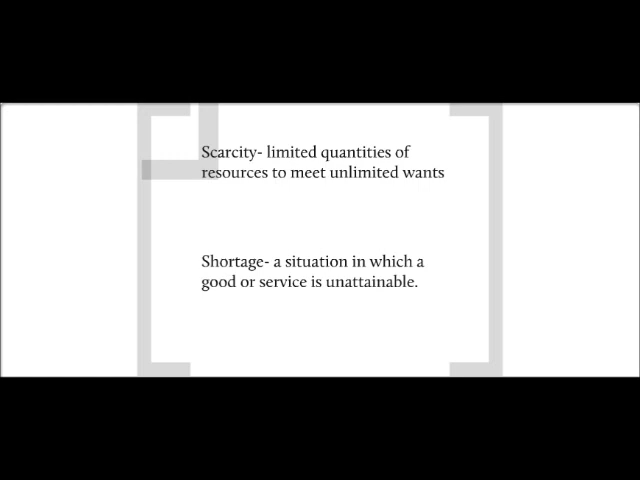 Scarcity- limited quantities of
resources to meet unlimited wants
Shortage- a situation in which a
good or service is unattainable.